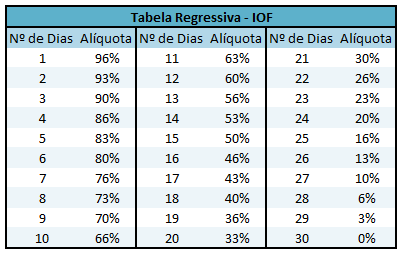 Tabela Regressiva - IOF
Nº de Dias Alíquota Nº de Dias Alíquota Nº de Dias Alíquota
1 96% 11 63% 21 30%
2 93% 12 60% 22 26%
3 90% 13 56% 23 23%
4 86% 14 53% 24 20%
5 83% 15 50% 25 16%
6 80% 16 46% 26 13%
7 76% 17 43% 27 10%
8 73% 18 40% 28 6%
9 70% 19 36% 29 3%
10 66% 20 33% 30 0%